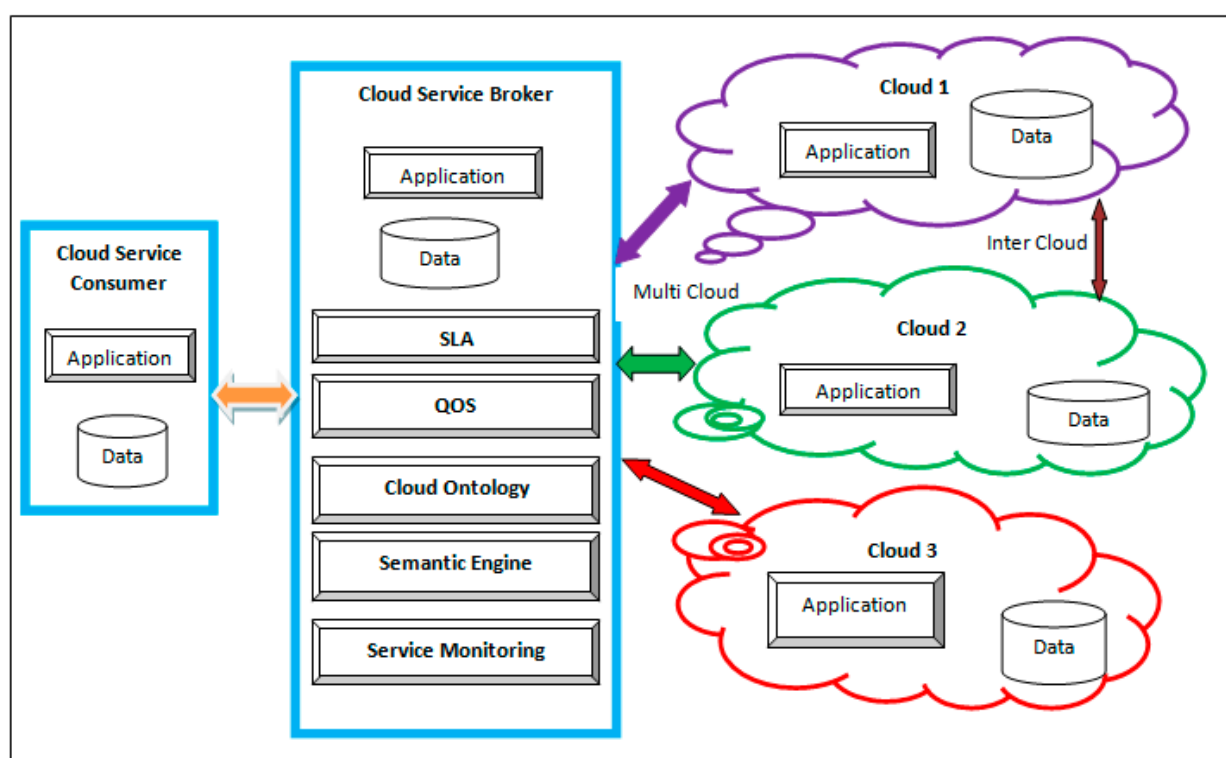 Cloud Service
Consumer
Application
Data
Cloud Service Broker
Application
Data
SLA
QOS
Cloud Ontology
Semantic Engine
Service Monitoring
Multi Cloud
Cloud 1
Application
Data
Inter Cloud
Cloud 2
Application
Data
Cloud 3
Application
Data